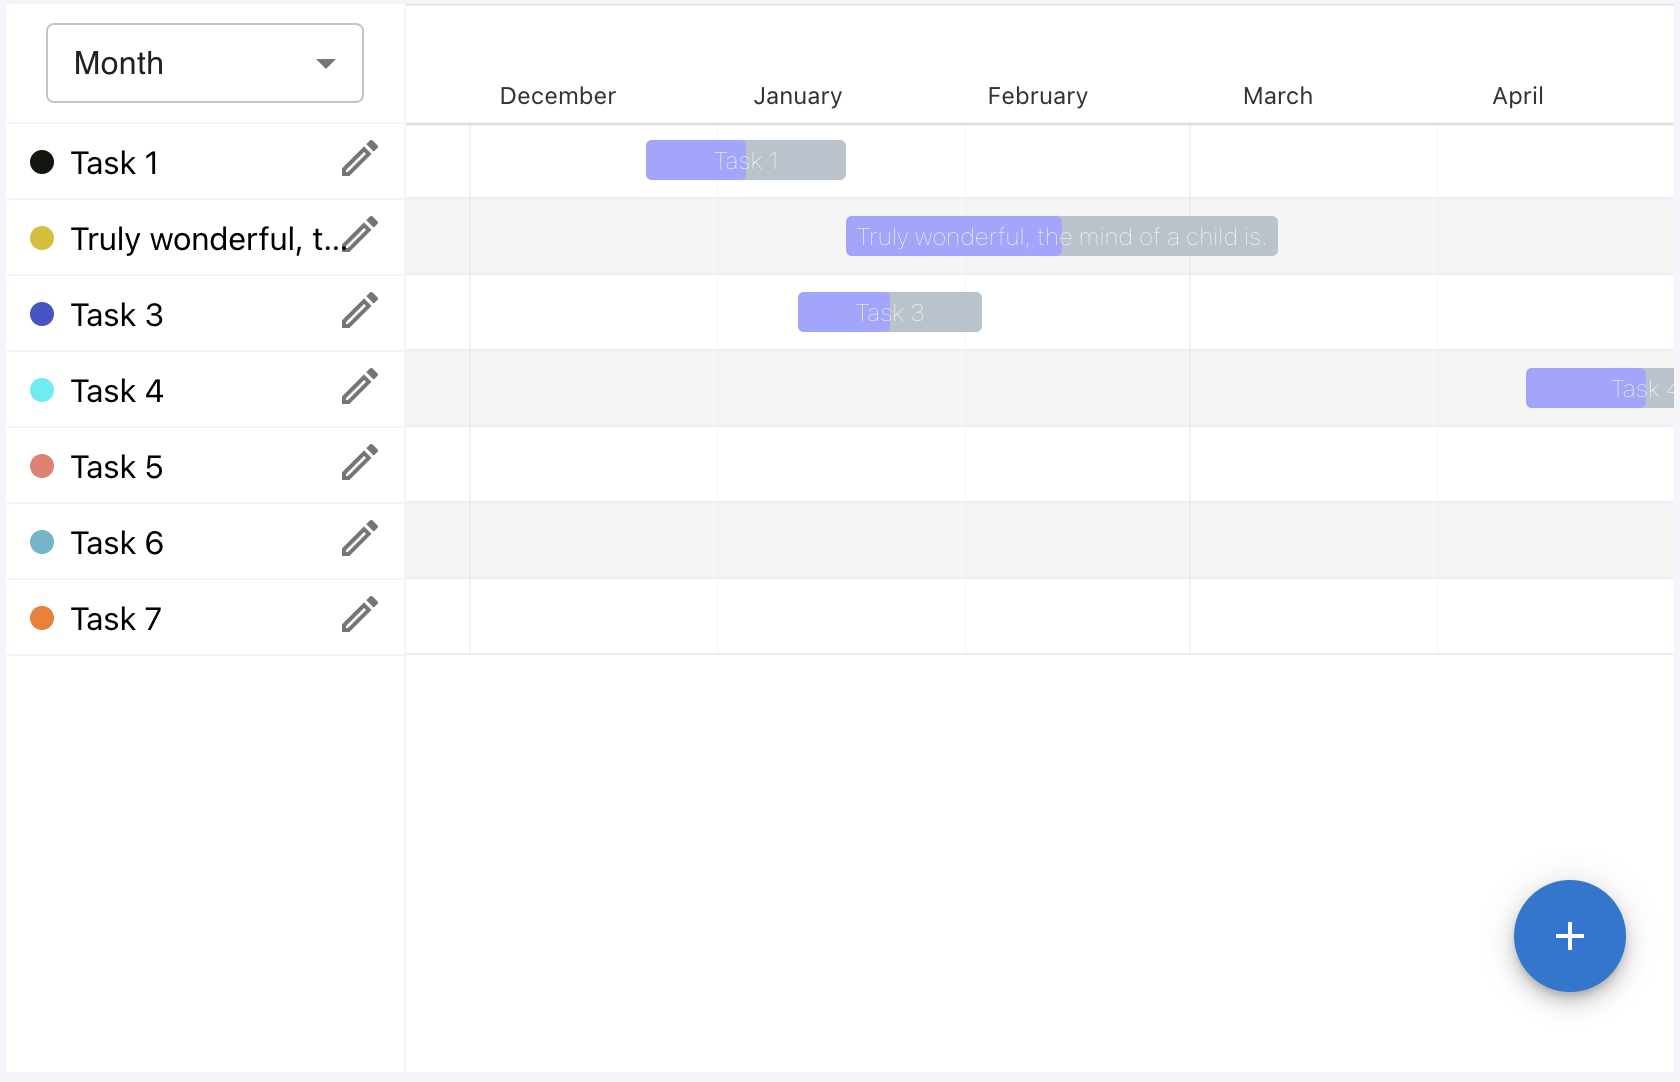 Month
December January February March April
Task 1
Task 1
Truly wonderful, t...
Truly wonderful, the mind of a child is.
Task 3
Task 3
Task 4
Task 4
Task 5
Task 6
Task 7